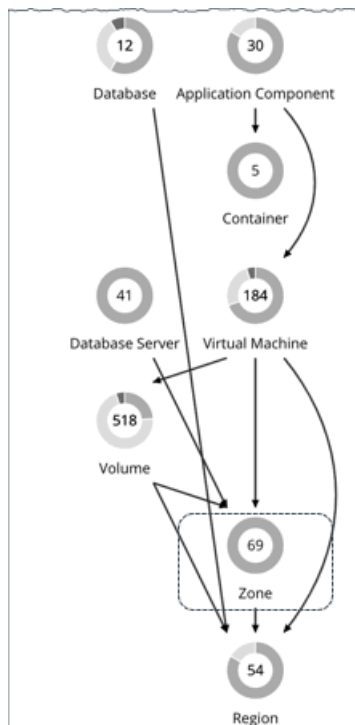 12 30
Database Application Component
5
Container
41 184
Database Server Virtual Machine
518
Volume
69
Zone
54
Region